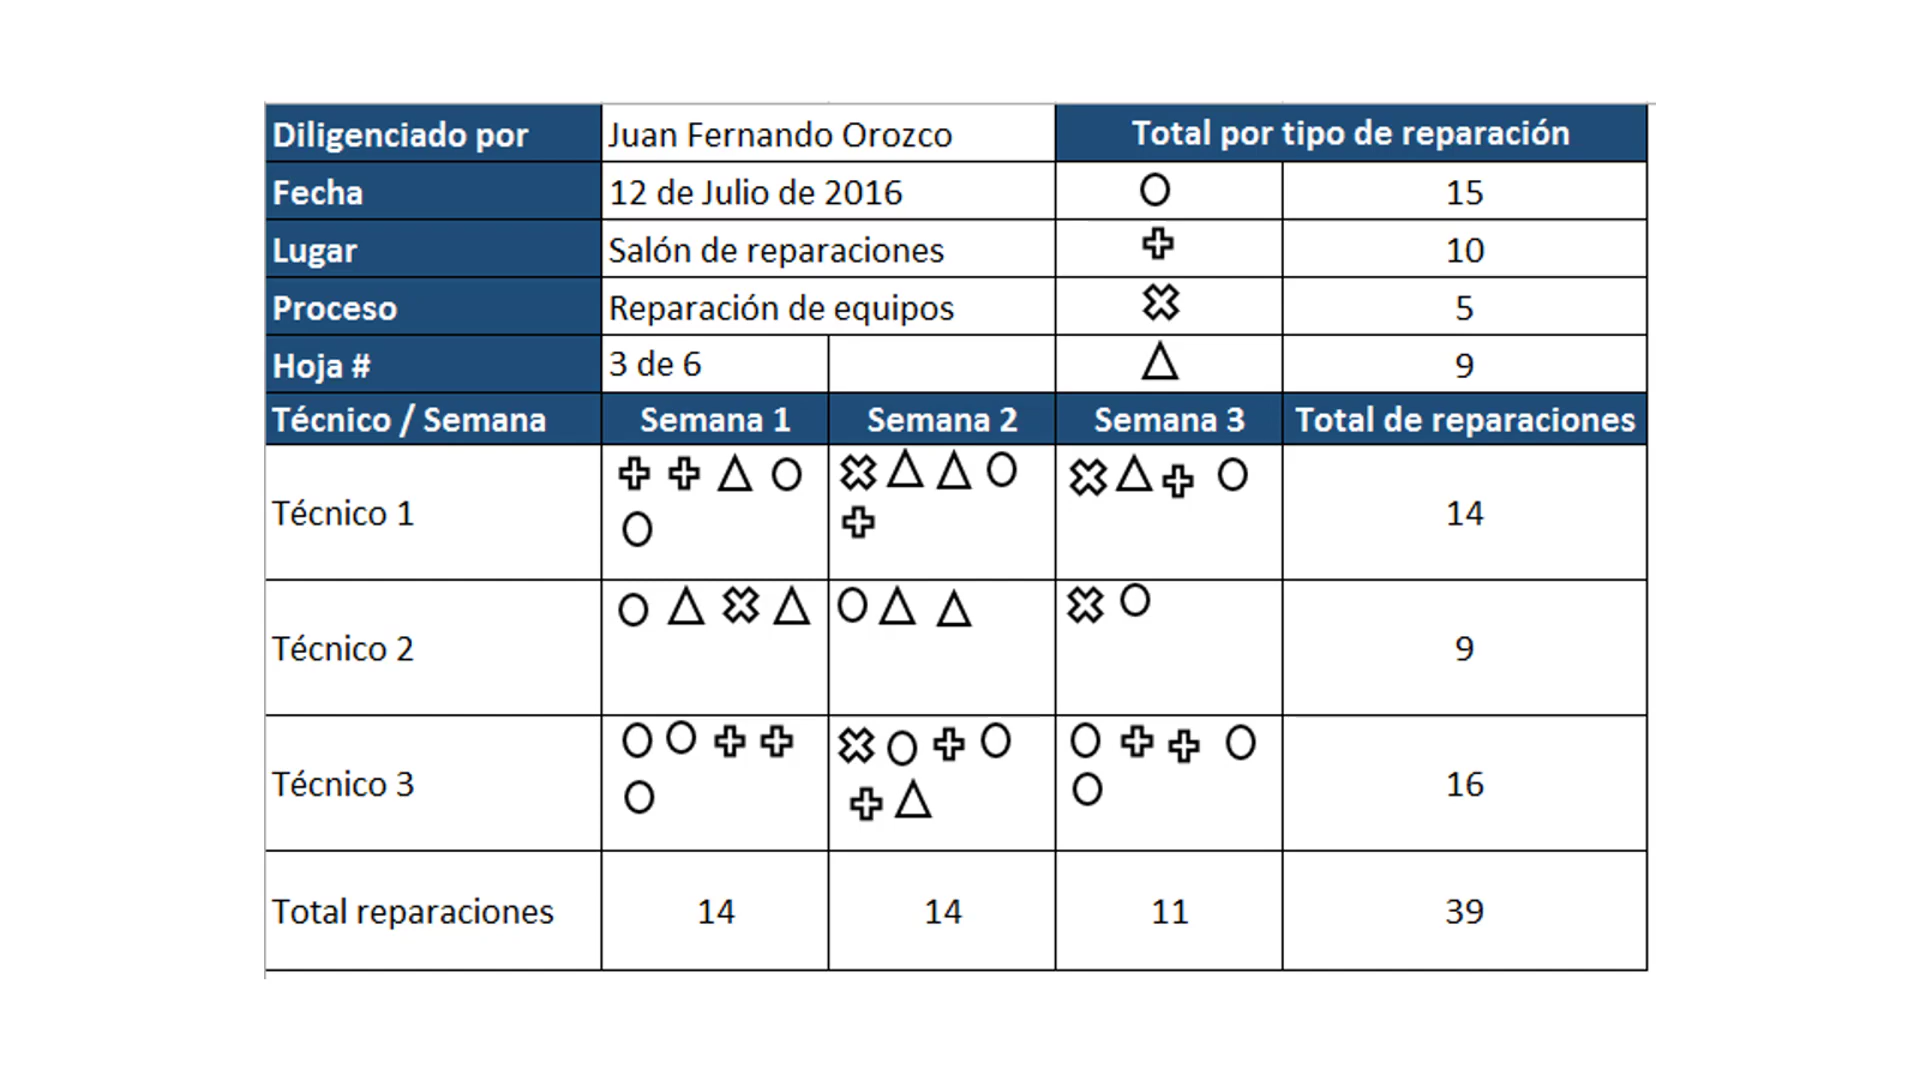 Diligenciado por Juan Fernando Orozco Total por tipo de reparación
Fecha 12 de Julio de 2016 15
Lugar Salón de reparaciones 10
Proceso Reparación de equipos 5
Hoja # 3 de 6 9
Técnico / Semana Semana 1 Semana 2 Semana 3 Total de reparaciones
Técnico 1 14
Técnico 2 9
Técnico 3 16
Total reparaciones 14 14 11 39